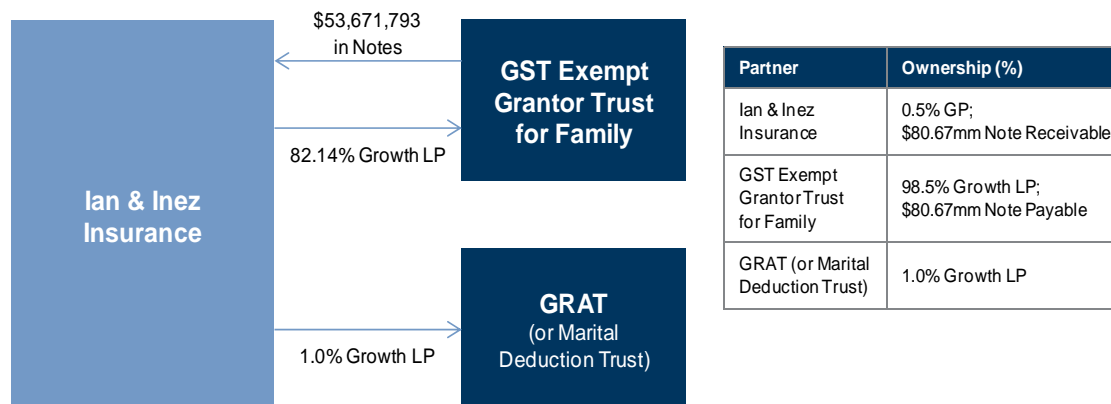 $53,671,793
in Notes
82.14% Growth LP
Ian & Inez
Insurance
1.0% Growth LP
GST Exempt
Grantor Trust
for Family
GRAT
(or Marital
Deduction Trust)
Partner Ownership (%)
Ian & Inez
Insurance
0.5% GP;
$80.67mm Note Receivable
GST Exempt
Grantor Trust
for Family
98.5% Growth LP;
$80.67mm Note Payable
GRAT (or Marital
Deduction Trust)
1.0% Growth LP